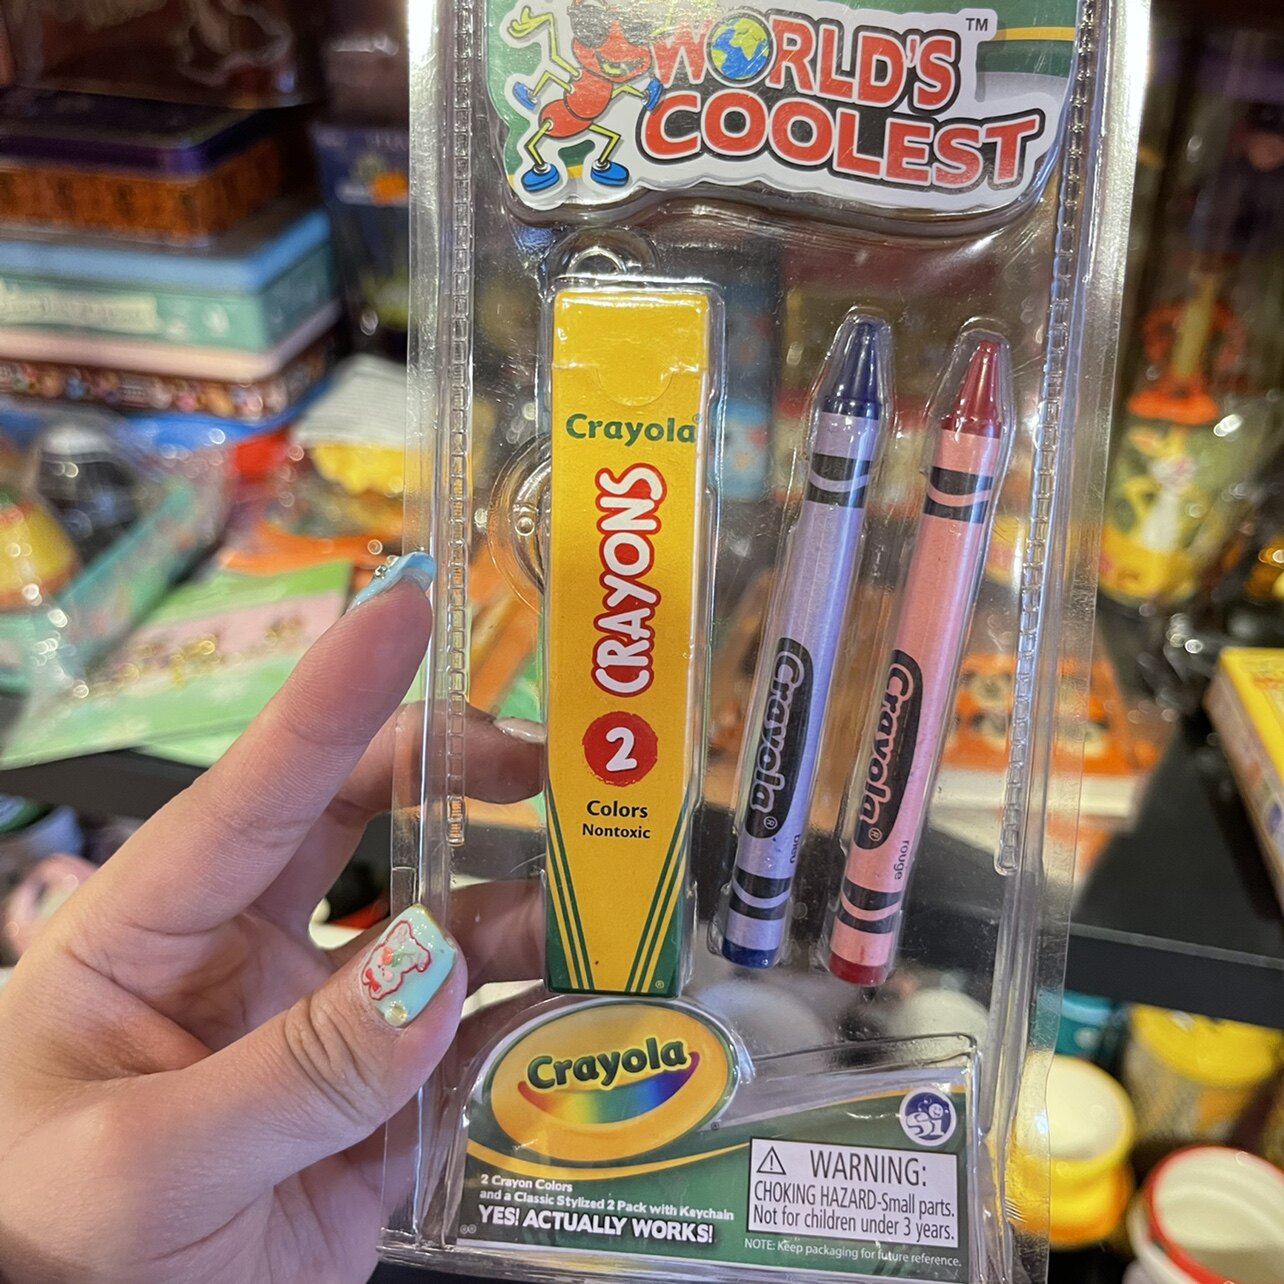 WORLD'S™
COOLEST
Crayola
CRAYONS
2
Colors
Nontoxic
Crayola®
bleu
Crayola®
rouge
Crayola
Si
2 Crayon Colors
and a Classic Stylized 2 Pack with Keychain
YES! ACTUALLY WORKS!
WARNING:
CHOKING HAZARD-Small parts.
Not for children under 3 years.
NOTE: Keep packaging for future reference.